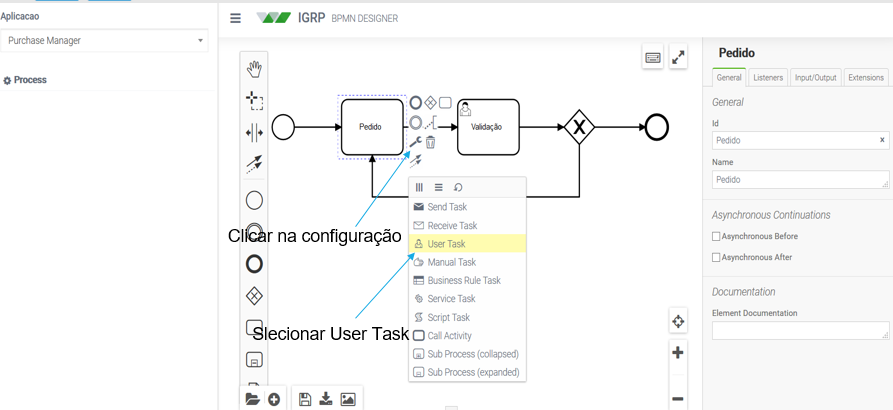 Aplicacao
Purchase Manager
Process
IGRP BPMN DESIGNER
Pedido
Validação
Clicar na configuração
Slecionar User Task
Send Task
Receive Task
User Task
Manual Task
Business Rule Task
Service Task
Script Task
Call Activity
Sub Process (collapsed)
Sub Process (expanded)
Pedido
General
Listeners
Input/Output
Extensions
General
Id
Pedido x
Name
Pedido
Asynchronous Continuations
Asynchronous Before
Asynchronous After
Documentation
Element Documentation